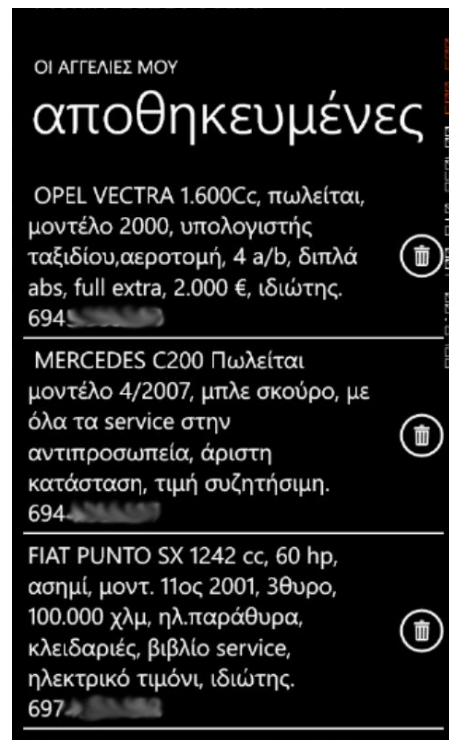 ΟΙ ΑΓΓΕΛΙΕΣ ΜΟΥ
αποθηκευμένες
OPEL VECTRA 1.600Cc, πωλείται,
μοντέλο 2000, υπολογιστής
ταξιδίου,αεροτομή, 4 a/b, διπλά
abs, full extra, 2.000 €, ιδιώτης.
694
MERCEDES C200 Πωλείται
μοντέλο 4/2007, μπλε σκούρο, με
όλα τα service στην
αντιπροσωπεία, άριστη
κατάσταση, τιμή συζητήσιμη.
694
FIAT PUNTO SX 1242 cc, 60 hp,
ασημί, μοντ. 11ος 2001, 3θυρο,
100.000 χλμ, ηλ.παράθυρα,
κλειδαριές, βιβλίο service,
ηλεκτρικό τιμόνι, ιδιώτης.
697